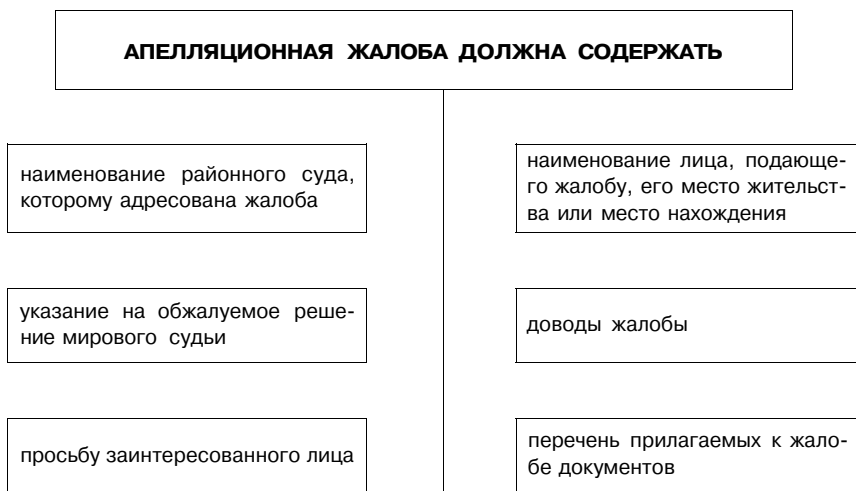 АПЕЛЛЯЦИОННАЯ ЖАЛОБА ДОЛЖНА СОДЕРЖАТЬ
наименование районного суда,
которому адресована жалоба
наименование лица, подающе-
го жалобу, его место жительст-
ва или место нахождения
указание на обжалуемое реше-
ние мирового судьи
доводы жалобы
просьбу заинтересованного лица
перечень прилагаемых к жало-
бе документов